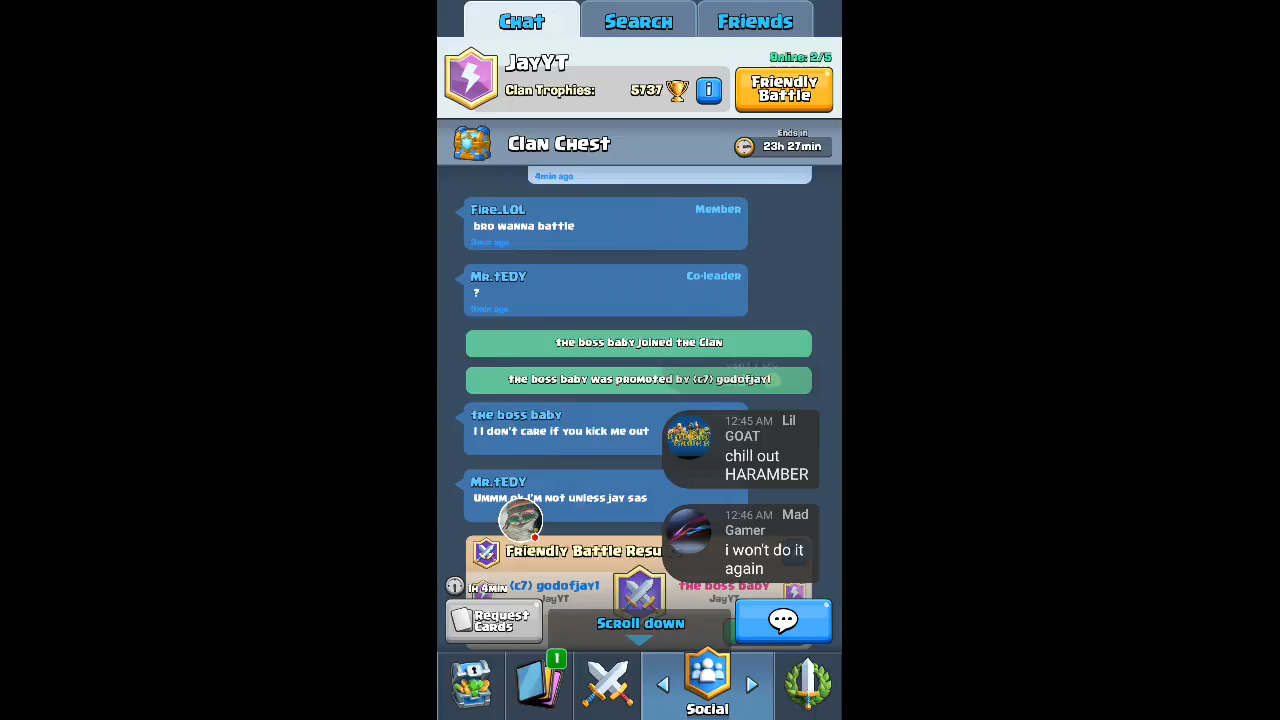 Chat
Search
Friends
JayYT
Online: 2/5
Clan Trophies: 5737
i
Friendly
Battle
Clan Chest
Ends in
23h 27min
4min ago
Fire_LOL
Member
bro wanna battle
3min ago
Mr.tEDY
Co-leader
?
3min ago
the boss baby joined the Clan
the boss baby was promoted by (c7) godofjay1
the boss baby
I I don't care if you kick me out
12:45 AM Lil
GOAT
chill out
HARAMBER
Mr.tEDY
Ummm ok I'm not unless jay sas
12:46 AM Mad
Gamer
i won't do it
again
Friendly Battle Resu
1h 4min
(c7) godofjay1
the boss baby
JayYT
JayYT
Request
Cards
Scroll down
1
Social